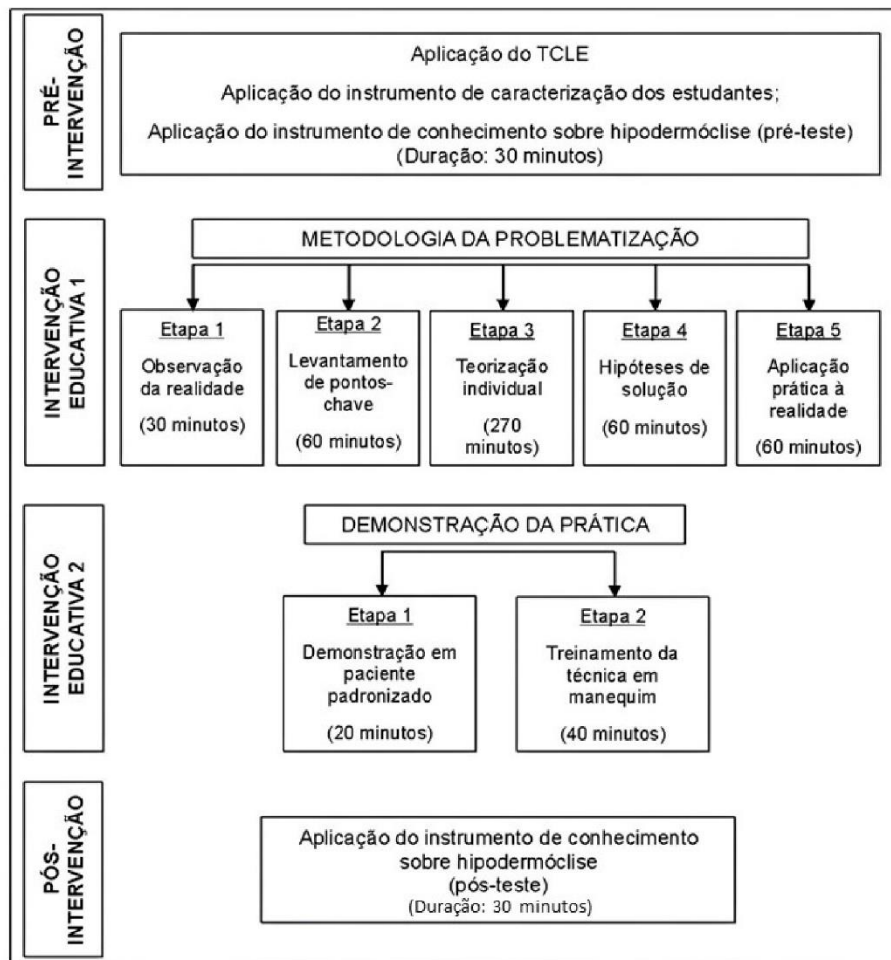 PRÉ-
INTERVENÇÃO
Aplicação do TCLE
Aplicação do instrumento de caracterização dos estudantes;
Aplicação do instrumento de conhecimento sobre hipodermóclise (pré-teste)
(Duração: 30 minutos)
INTERVENÇÃO
EDUCATIVA 1
METODOLOGIA DA PROBLEMATIZAÇÃO
Etapa 1
Observação
da realidade
(30 minutos)
Etapa 2
Levantamento
de pontos-
chave
(60 minutos)
Etapa 3
Teorização
individual
(270
minutos)
Etapa 4
Hipóteses de
solução
(60 minutos)
Etapa 5
Aplicação
prática à
realidade
(60 minutos)
INTERVENÇÃO
EDUCATIVA 2
DEMONSTRAÇÃO DA PRÁTICA
Etapa 1
Demonstração em
paciente
padronizado
(20 minutos)
Etapa 2
Treinamento da
técnica em
manequim
(40 minutos)
PÓS-
INTERVENÇÃO
Aplicação do instrumento de conhecimento
sobre hipodermóclise
(pós-teste)
(Duração: 30 minutos)